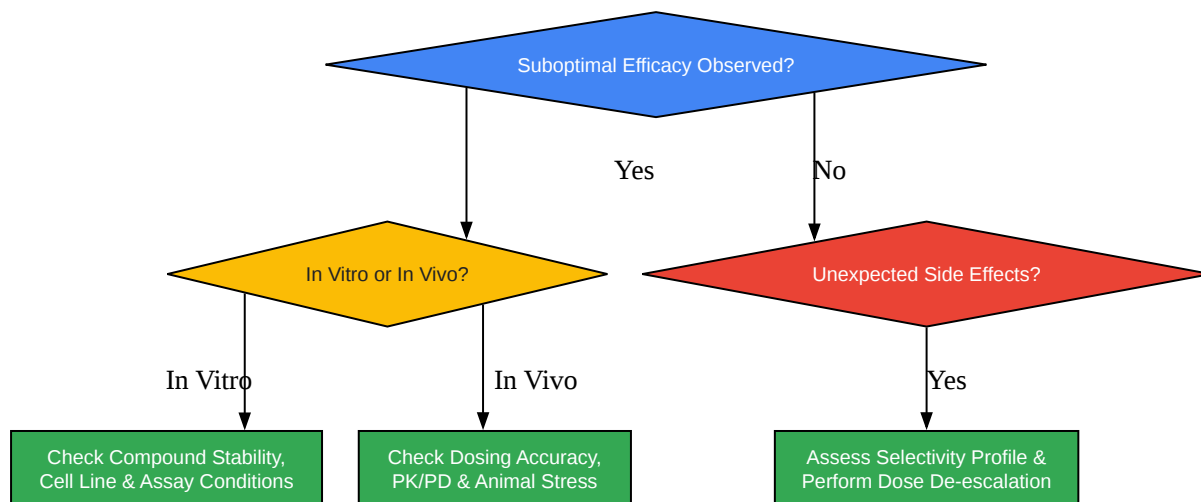 Suboptimal Efficacy Observed?
Yes
No
In Vitro or In Vivo?
Unexpected Side Effects?
In Vitro
In Vivo
Yes
Check Compound Stability,
Cell Line & Assay Conditions
Check Dosing Accuracy,
PK/PD & Animal Stress
Assess Selectivity Profile &
Perform Dose De-escalation